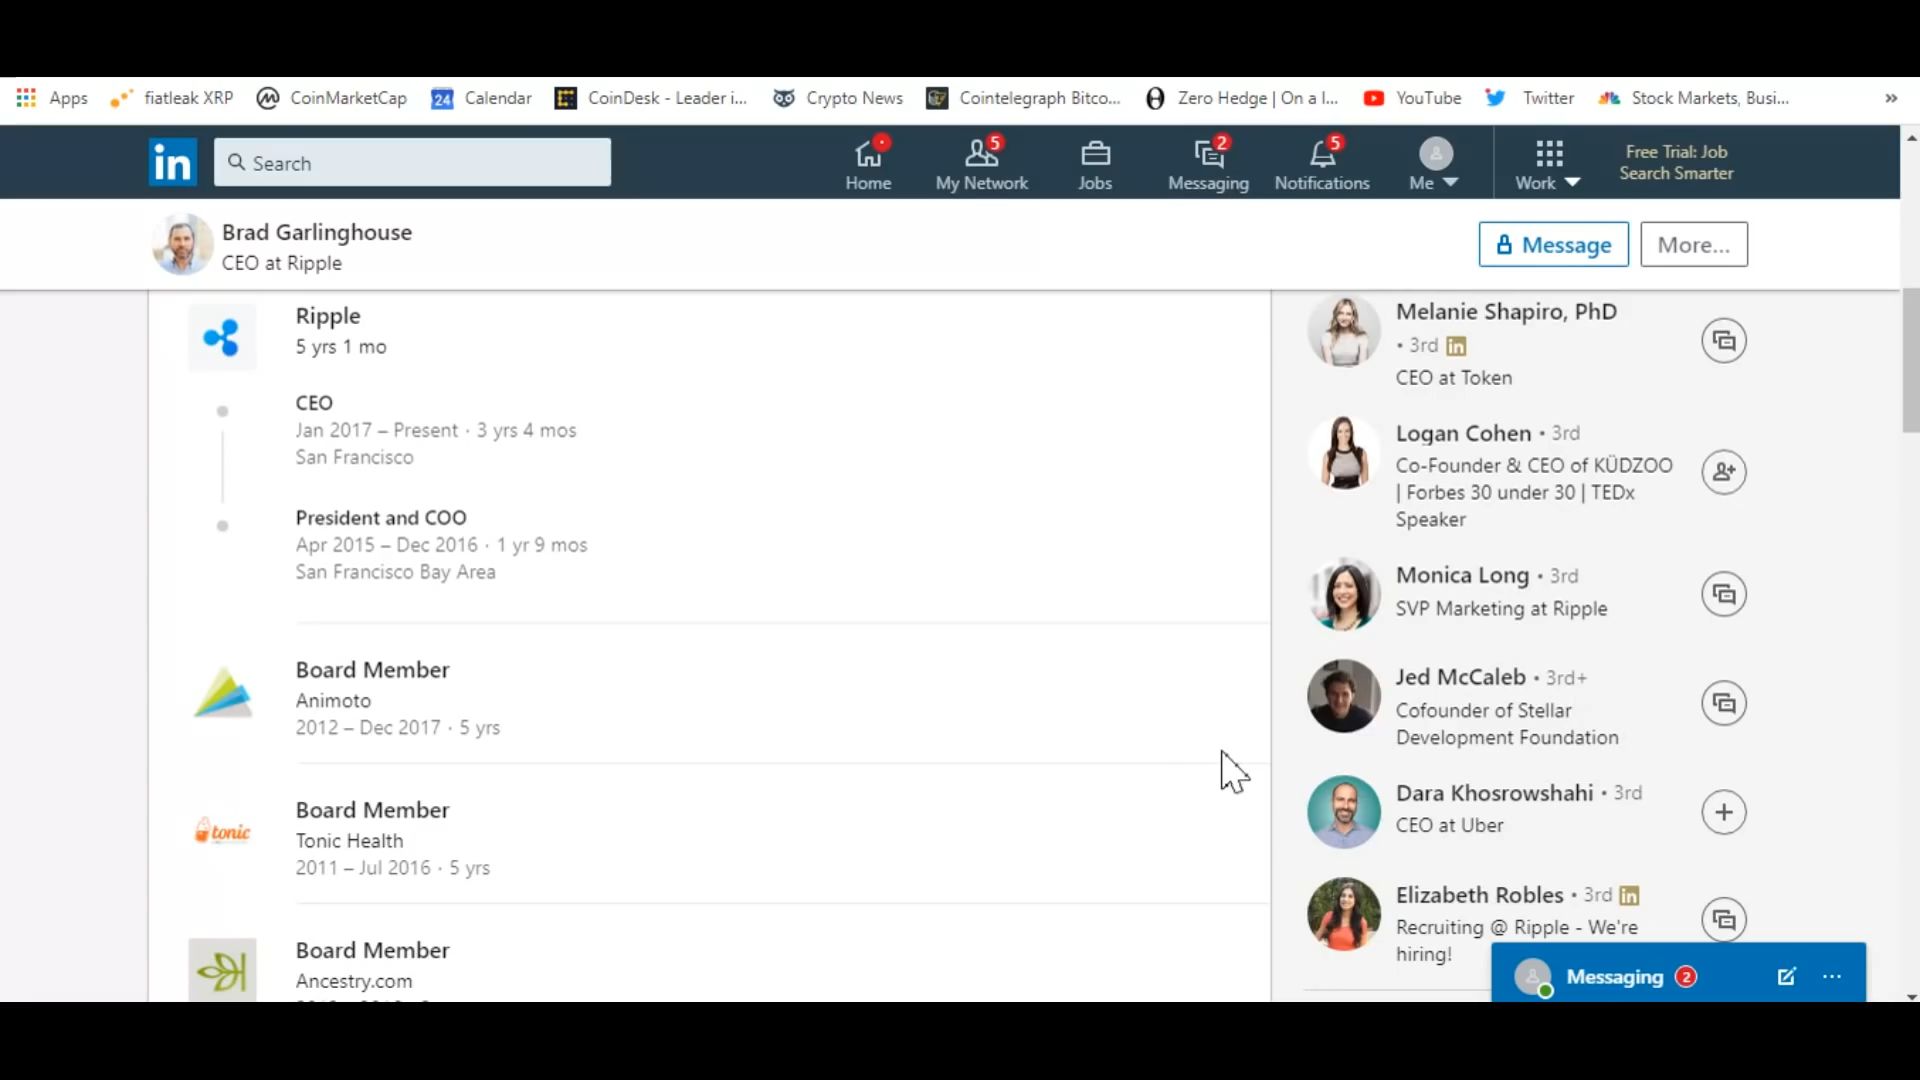 Apps fiatleak XRP CoinMarketCap 24 Calendar CoinDesk - Leader i... Crypto News Cointelegraph Bitco... Zero Hedge | On a l... YouTube Twitter Stock Markets, Busi... »
in Search Home 5 My Network Jobs 2 Messaging 5 Notifications Me Work Free Trial: Job
Search Smarter
Brad Garlinghouse
CEO at Ripple
Message More...
Ripple
5 yrs 1 mo
CEO
Jan 2017 – Present · 3 yrs 4 mos
San Francisco
President and COO
Apr 2015 – Dec 2016 · 1 yr 9 mos
San Francisco Bay Area
Board Member
Animoto
2012 – Dec 2017 · 5 yrs
tonic
Board Member
Tonic Health
2011 – Jul 2016 · 5 yrs
Board Member
Ancestry.com
Melanie Shapiro, PhD
• 3rd in
CEO at Token
Logan Cohen • 3rd
Co-Founder & CEO of KÜDZOO
| Forbes 30 under 30 | TEDx
Speaker
Monica Long • 3rd
SVP Marketing at Ripple
Jed McCaleb • 3rd+
Cofounder of Stellar
Development Foundation
Dara Khosrowshahi • 3rd
CEO at Uber
Elizabeth Robles • 3rd in
Recruiting @ Ripple - We're
hiring!
Messaging 2 ...